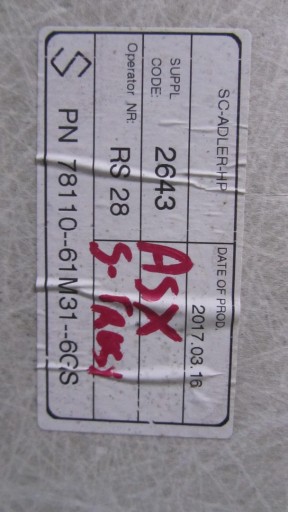 SC-ADLER-HP
DATE OF PROD.
2017.03.16
SUPPL
CODE:
2643
ASX
Operator NR:
RS 28
PN 78110--61M31--6GS